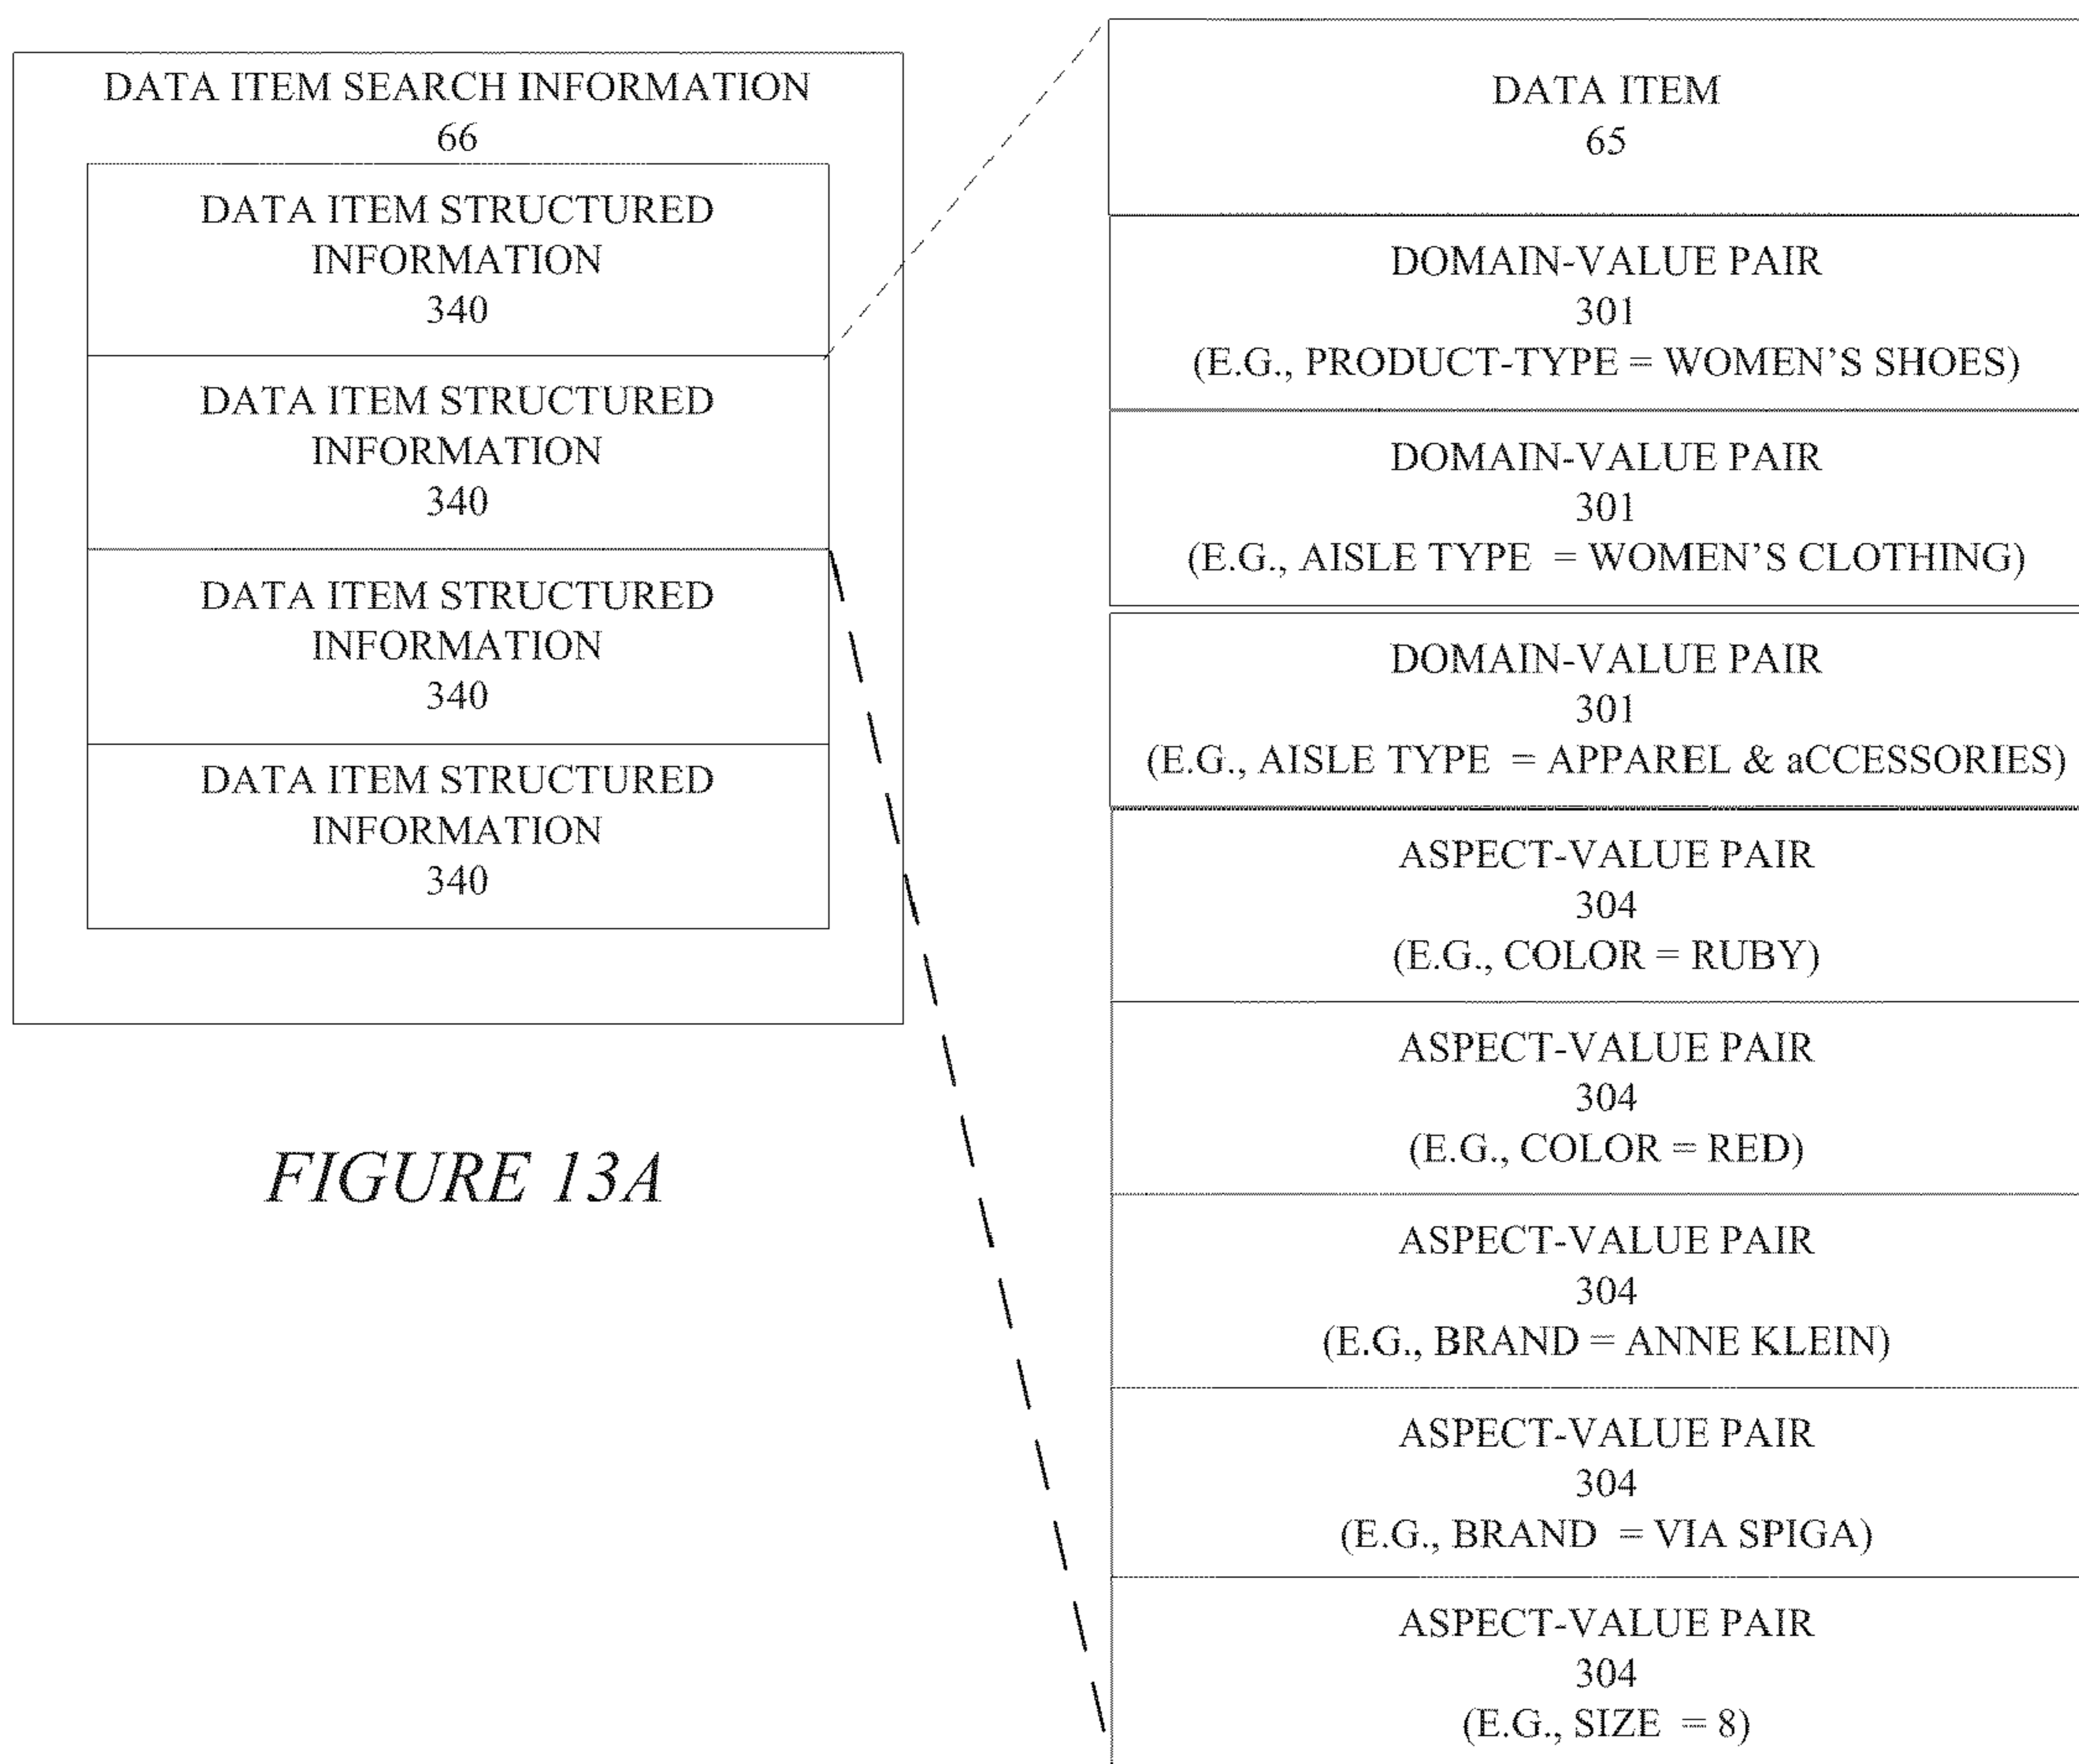 DATA ITEM SEARCH INFORMATION
66
DATA ITEM STRUCTURED
INFORMATION
340
DATA ITEM STRUCTURED
INFORMATION
340
DATA ITEM STRUCTURED
INFORMATION
340
DATA ITEM STRUCTURED
INFORMATION
340
FIGURE 13A
DATA ITEM
65
DOMAIN-VALUE PAIR
301
(E.G., PRODUCT-TYPE = WOMEN'S SHOES)
DOMAIN-VALUE PAIR
301
(E.G., AISLE TYPE = WOMEN'S CLOTHING)
DOMAIN-VALUE PAIR
301
(E.G., AISLE TYPE = APPAREL & aCCESSORIES)
ASPECT-VALUE PAIR
304
(E.G., COLOR = RUBY)
ASPECT-VALUE PAIR
304
(E.G., COLOR = RED)
ASPECT-VALUE PAIR
304
(E.G., BRAND = ANNE KLEIN)
ASPECT-VALUE PAIR
304
(E.G., BRAND = VIA SPIGA)
ASPECT-VALUE PAIR
304
(E.G., SIZE = 8)